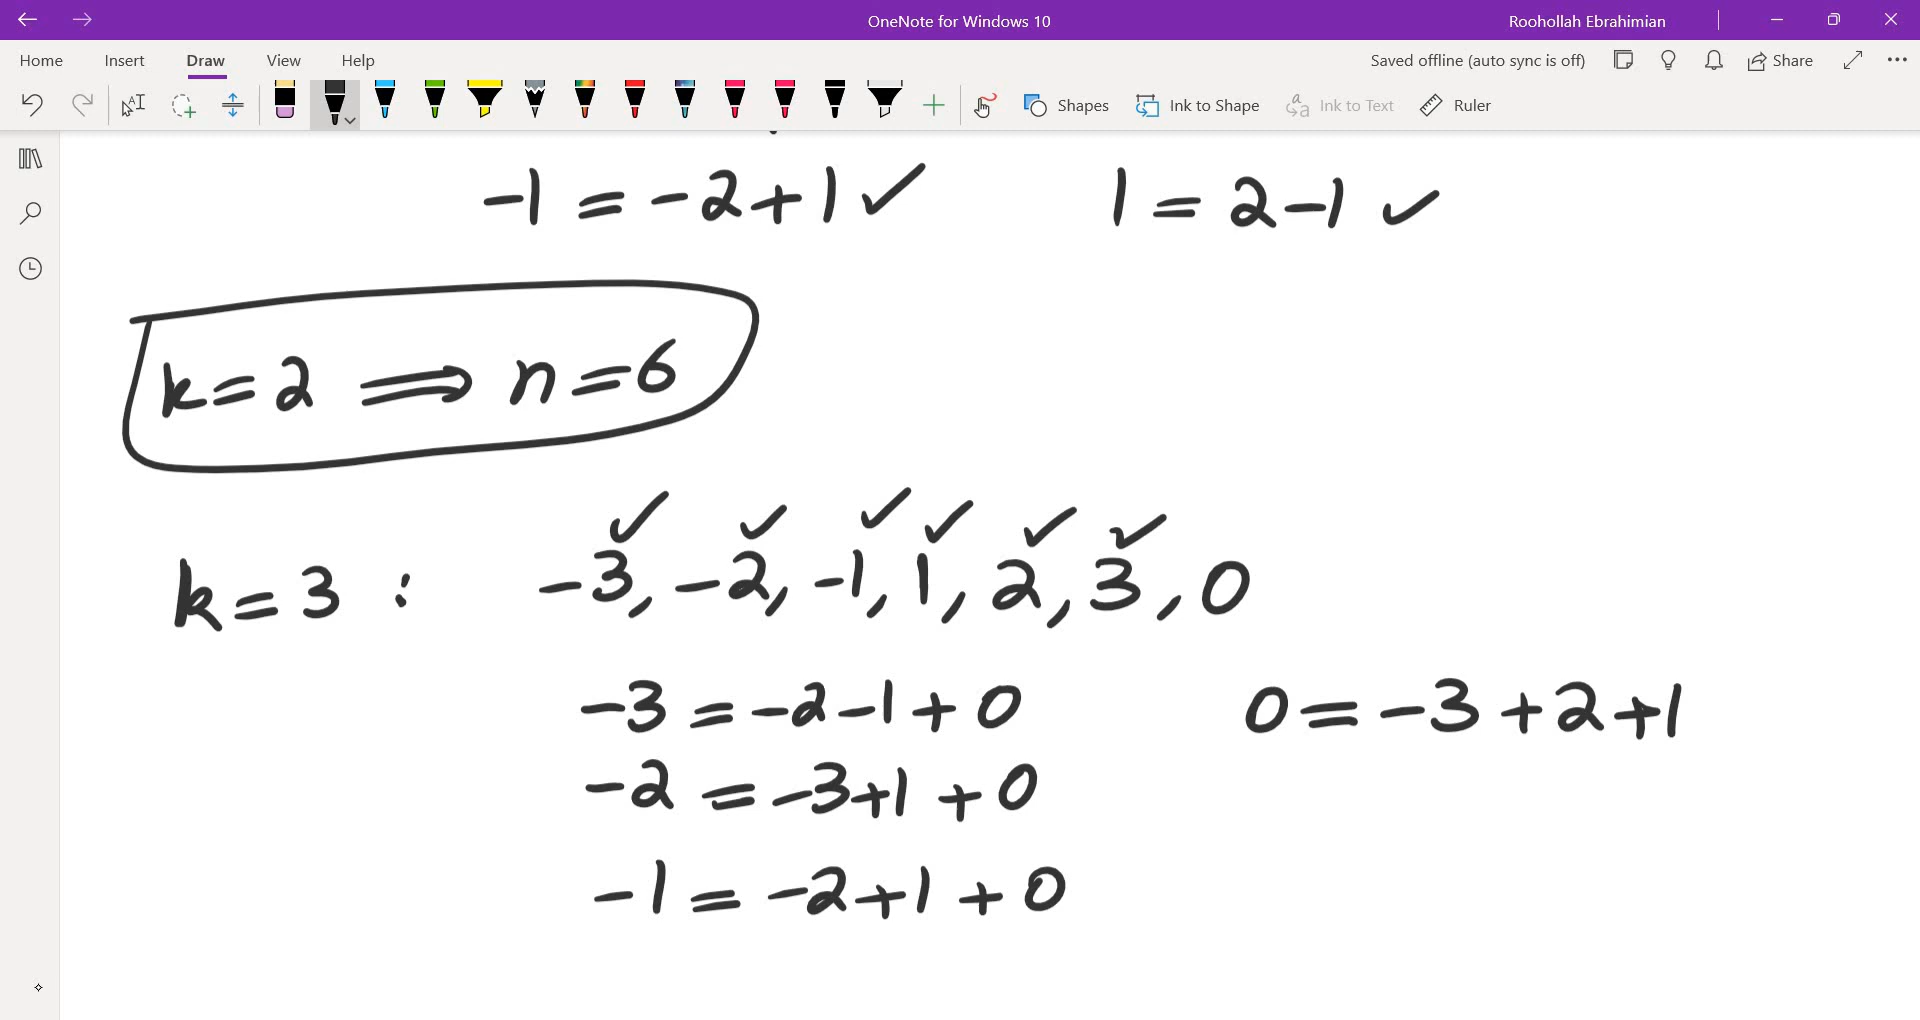 OneNote for Windows 10
Roohollah Ebrahimian
Home Insert Draw View Help
Saved offline (auto sync is off) Share
Shapes Ink to Shape Ink to Text Ruler
-1 = -2+1 ✓ 1 = 2-1 ✓
k=2 ⟹ n=6
✓ ✓ ✓ ✓ ✓ ✓
k=3 : -3, -2, -1, 1, 2, 3, 0
-3 = -2-1+0 0=-3+2+1
-2 = -3+1+0
-1 = -2+1+0